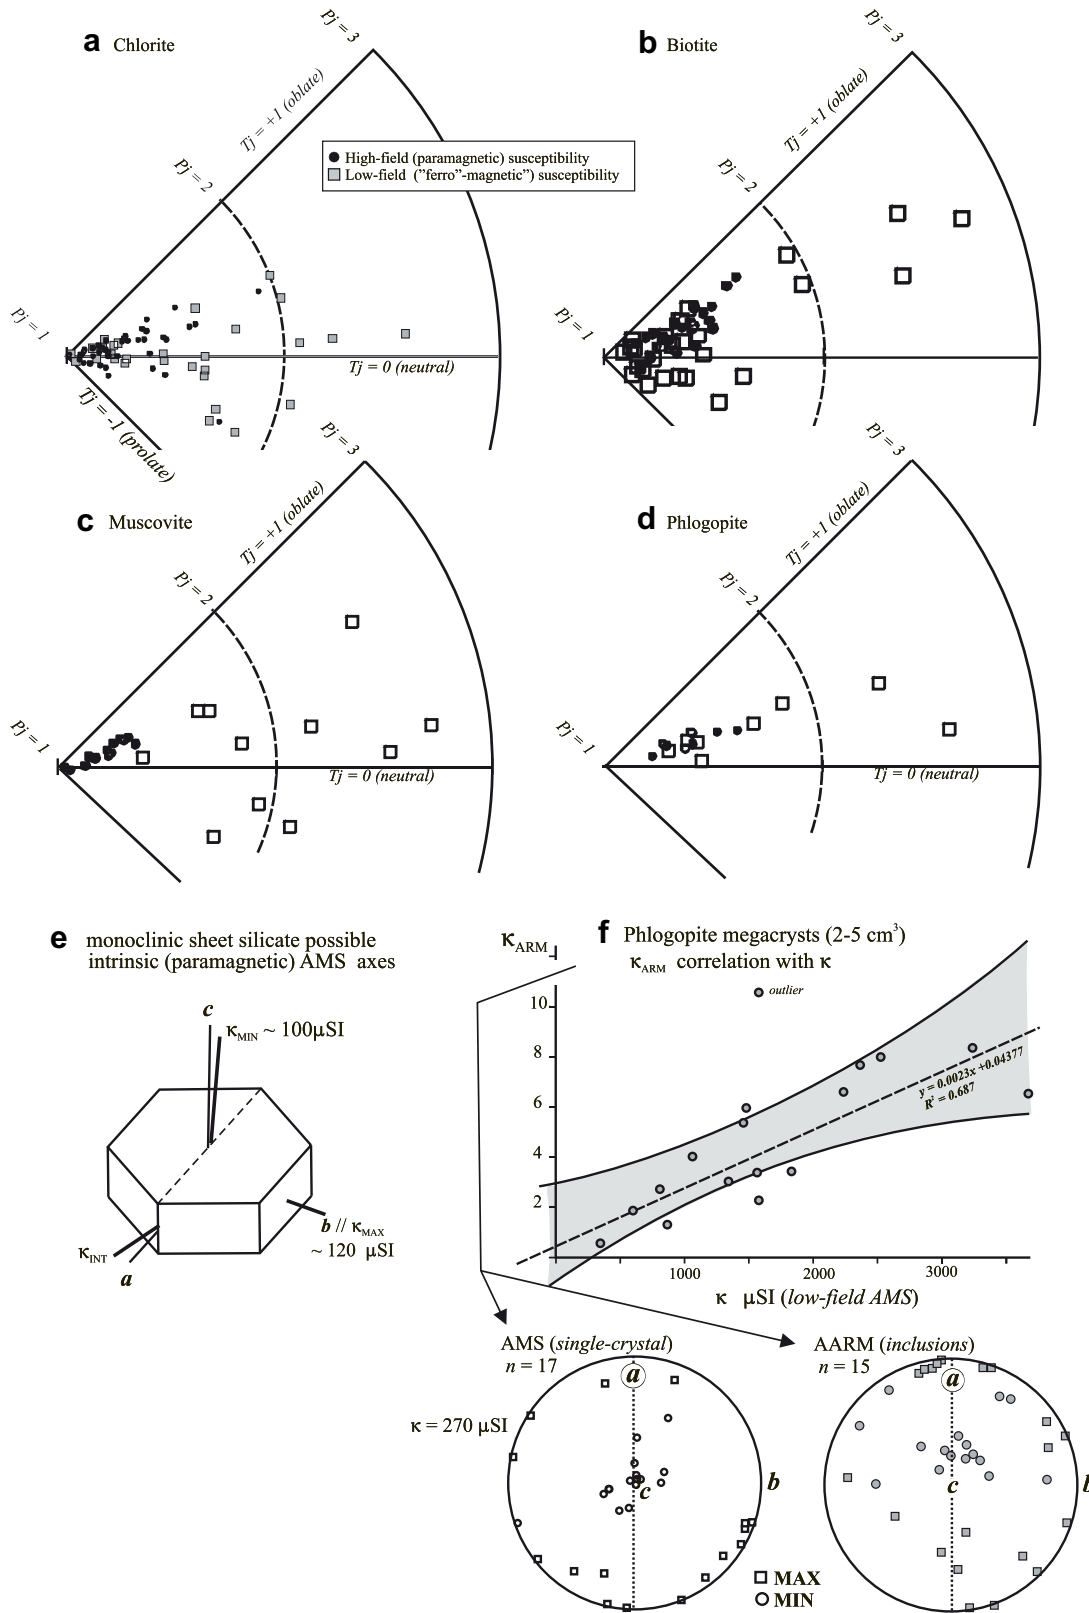 a Chlorite
Pj = 3
Tj = +1 (oblate)
Pj = 2
Pj = 1
Tj = 0 (neutral)
Tj = -1 (prolate)
High-field (paramagnetic) susceptibility
Low-field ("ferro"-magnetic") susceptibility
b Biotite
Pj = 3
Tj = +1 (oblate)
Pj = 2
Pj = 1
c Muscovite
Pj = 3
Tj = +1 (oblate)
Pj = 2
Pj = 1
Tj = 0 (neutral)
d Phlogopite
Pj = 3
Tj = +1 (oblate)
Pj = 2
Pj = 1
Tj = 0 (neutral)
e monoclinic sheet silicate possible
intrinsic (paramagnetic) AMS axes
c
κMIN ~ 100μSI
b // κMAX
~ 120 μSI
κINT
a
f Phlogopite megacrysts (2-5 cm³)
κARM correlation with κ
κARM
outlier
10
8
6
4
2
y = 0.0023x +0.04377
R² = 0.687
1000
2000
3000
κ μSI (low-field AMS)
AMS (single-crystal)
n = 17
κ = 270 μSI
a
b
c
AARM (inclusions)
n = 15
a
b
c
MAX
MIN